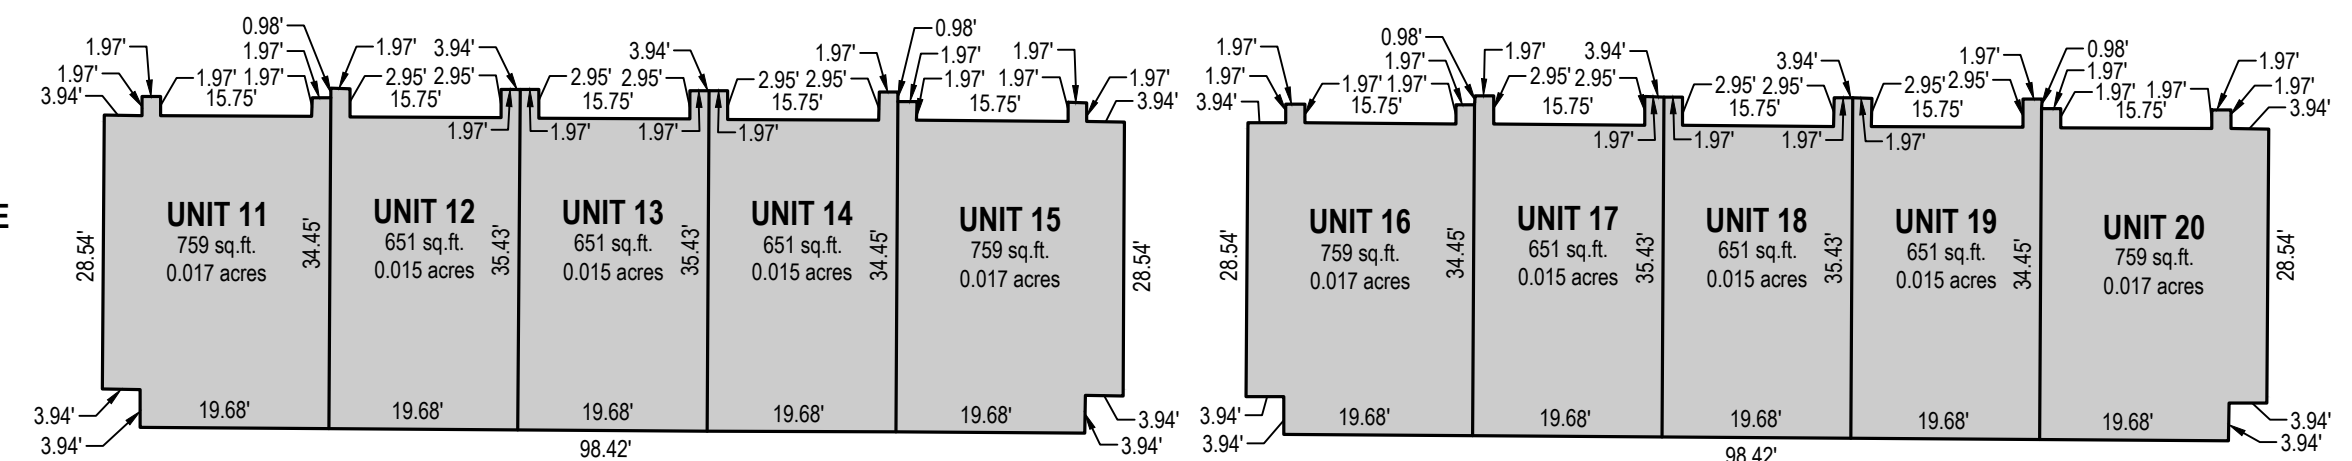 0.98' 0.98'
1.97' 1.97' 1.97' 3.94' 3.94' 1.97' 1.97' 1.97'
1.97' 1.97' 1.97' 2.95' 2.95' 2.95' 2.95' 2.95' 2.95' 1.97' 1.97' 1.97'
3.94' 15.75' 15.75' 15.75' 15.75' 15.75' 3.94'
1.97' 1.97' 1.97' 1.97'
E
UNIT 11
759 sq.ft.
0.017 acres
UNIT 12
651 sq.ft.
0.015 acres
UNIT 13
651 sq.ft.
0.015 acres
UNIT 14
651 sq.ft.
0.015 acres
UNIT 15
759 sq.ft.
0.017 acres
28.54' 34.45' 35.43' 35.43' 34.45' 28.54'
3.94' 19.68' 19.68' 19.68' 19.68' 19.68' 3.94'
3.94' 98.42' 3.94'
0.98' 0.98'
1.97' 1.97' 1.97' 3.94' 3.94' 1.97' 1.97' 1.97'
1.97' 1.97' 1.97' 2.95' 2.95' 2.95' 2.95' 2.95' 2.95' 1.97' 1.97' 1.97'
3.94' 15.75' 15.75' 15.75' 15.75' 15.75' 3.94'
1.97' 1.97' 1.97' 1.97'
UNIT 16
759 sq.ft.
0.017 acres
UNIT 17
651 sq.ft.
0.015 acres
UNIT 18
651 sq.ft.
0.015 acres
UNIT 19
651 sq.ft.
0.015 acres
UNIT 20
759 sq.ft.
0.017 acres
28.54' 34.45' 35.43' 35.43' 34.45' 28.54'
3.94' 19.68' 19.68' 19.68' 19.68' 19.68' 3.94'
3.94' 98.42' 3.94'